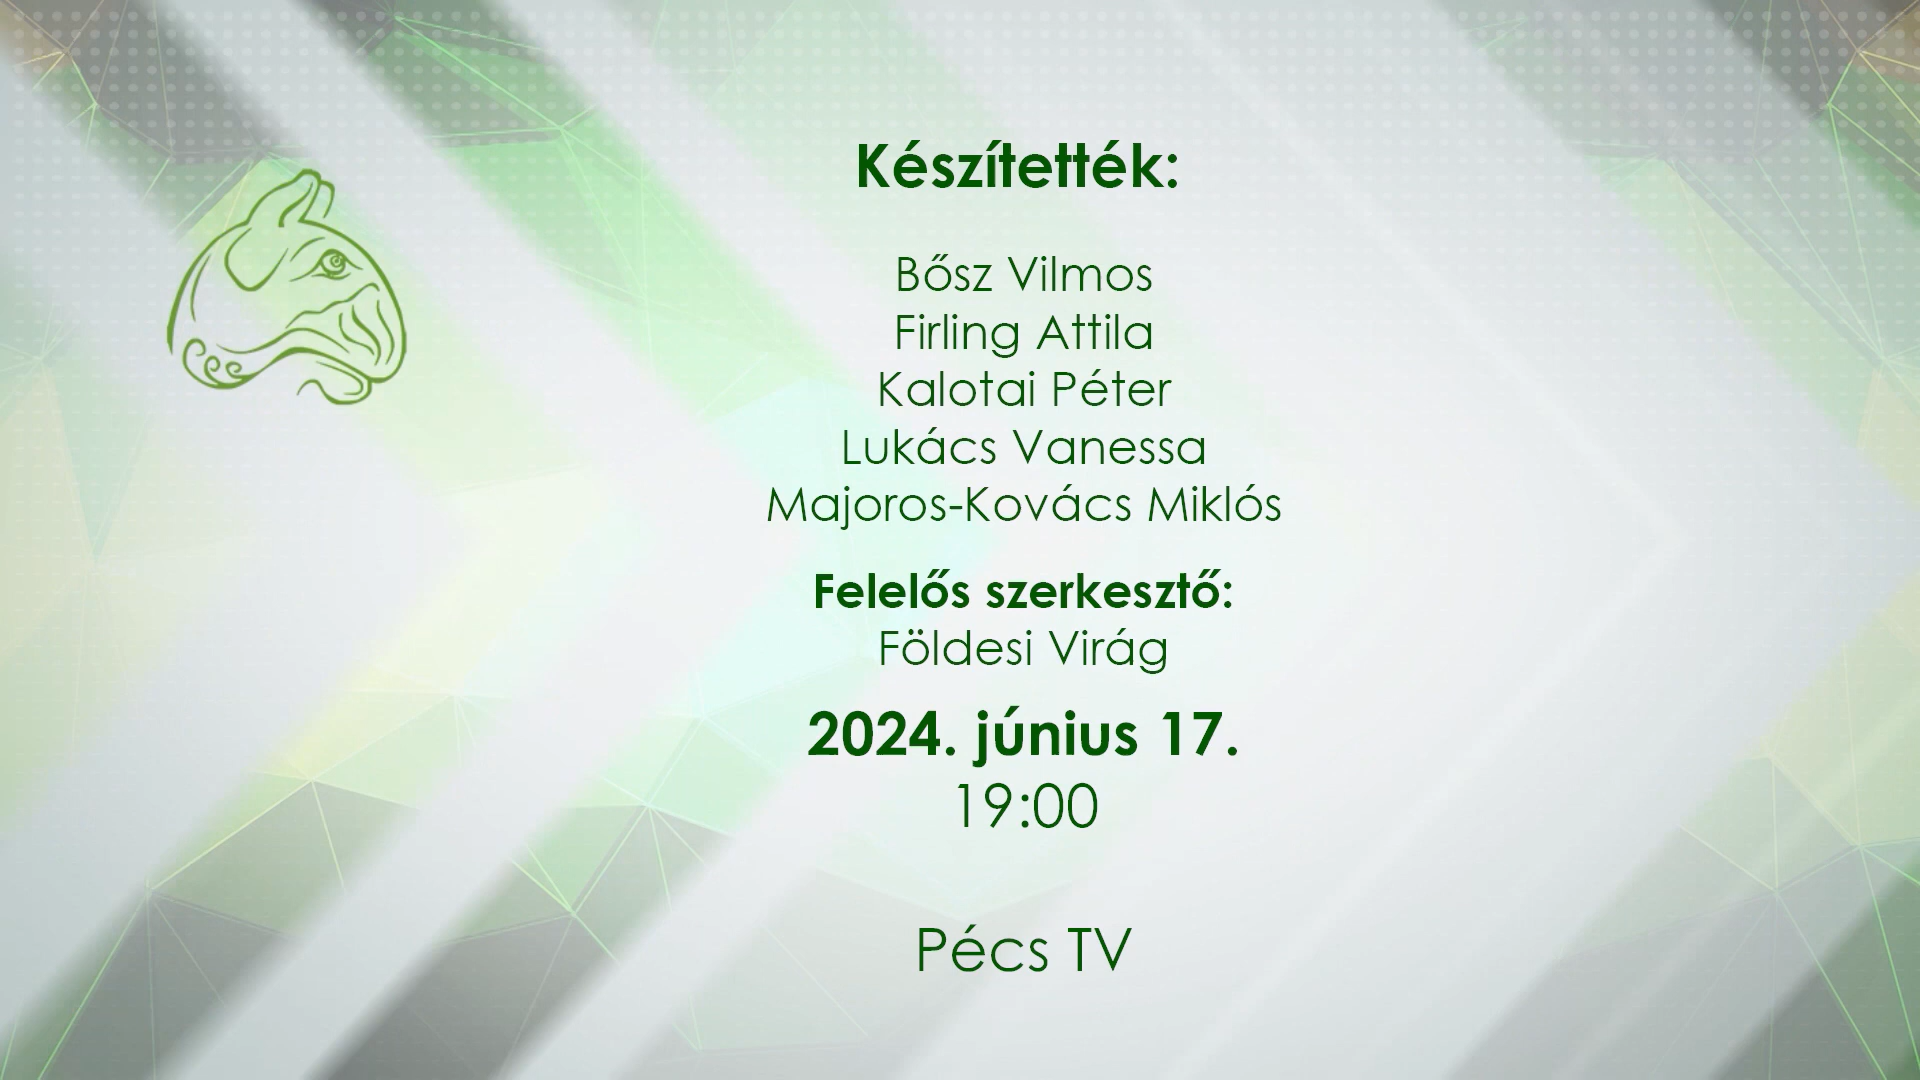 Készítették:
Bősz Vilmos
Firling Attila
Kalotai Péter
Lukács Vanessa
Majoros-Kovács Miklós
Felelős szerkesztő:
Földesi Virág
2024. június 17.
19:00
Pécs TV